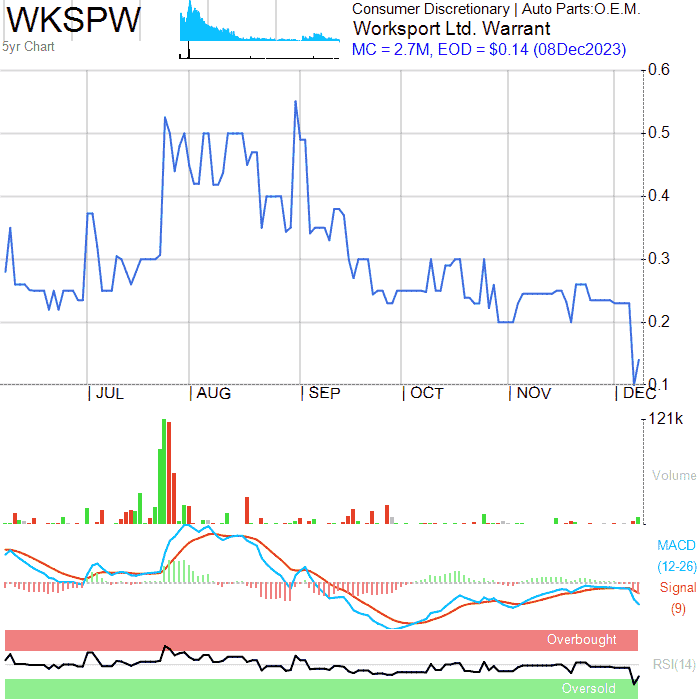 WKSPW
5yr Chart
Consumer Discretionary | Auto Parts:O.E.M.
Worksport Ltd. Warrant
MC = 2.7M, EOD = $0.14 (08Dec2023)
0.6
0.5
0.4
0.3
0.2
0.1
JUL AUG SEP OCT NOV DEC
121k
Volume
MACD
(12-26)
Signal
(9)
Overbought
RSI(14)
Oversold